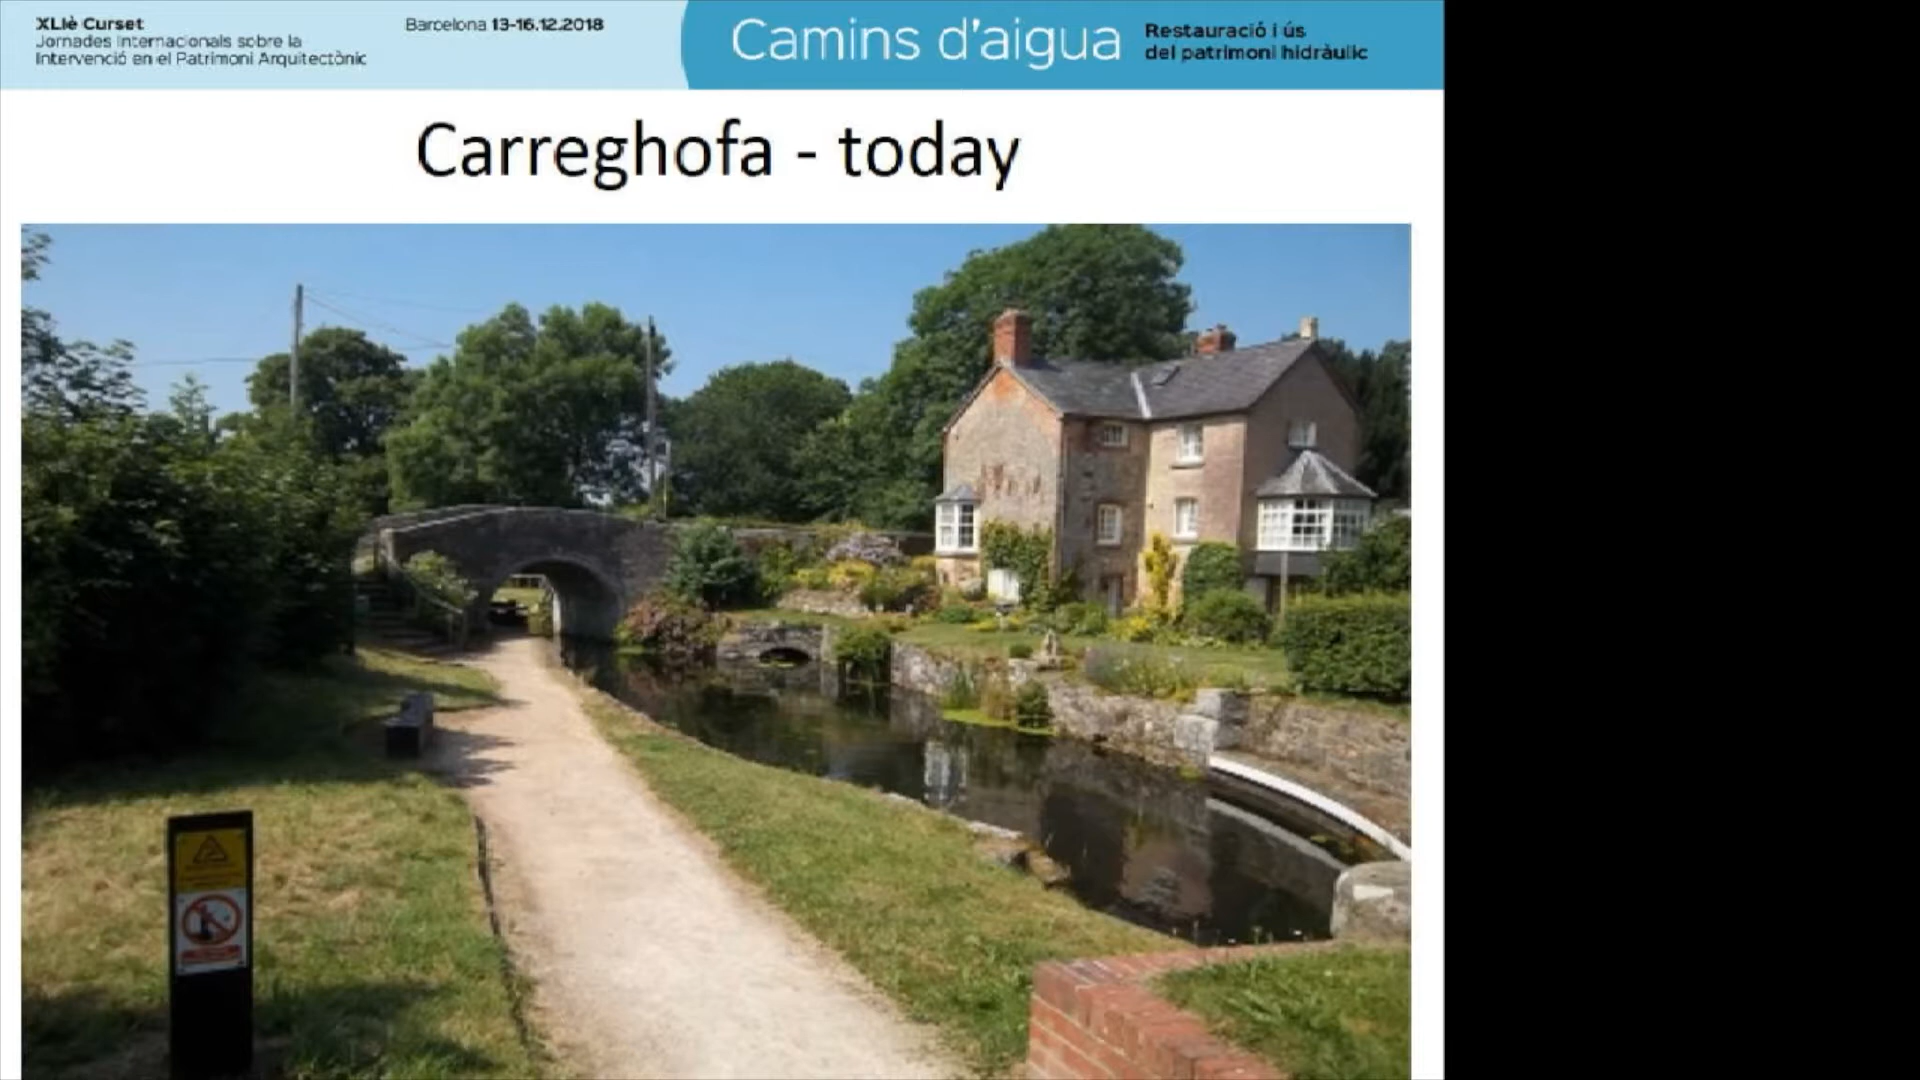 XLIè Curset
Jornades Internacionals sobre la
Intervenció en el Patrimoni Arquitectònic
Barcelona 13-16.12.2018
Camins d'aigua
Restauració i ús
del patrimoni hidràulic
Carreghofa - today